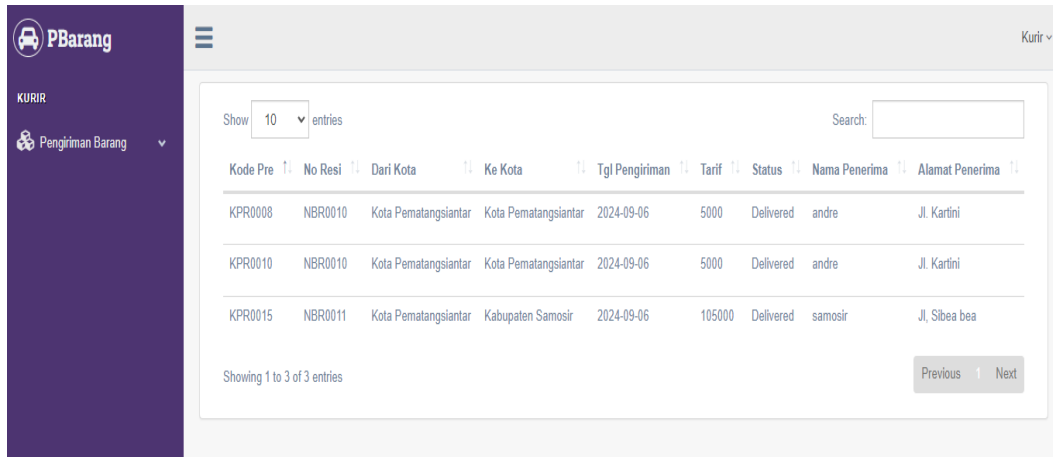 PBarang
Kurir
KURIR
Pengiriman Barang
Show 10 entries Search:
Kode Pre No Resi Dari Kota Ke Kota Tgl Pengiriman Tarif Status Nama Penerima Alamat Penerima
KPR0008 NBR0010 Kota Pematangsiantar Kota Pematangsiantar 2024-09-06 5000 Delivered andre Jl. Kartini
KPR0010 NBR0010 Kota Pematangsiantar Kota Pematangsiantar 2024-09-06 5000 Delivered andre Jl. Kartini
KPR0015 NBR0011 Kota Pematangsiantar Kabupaten Samosir 2024-09-06 105000 Delivered samosir Jl, Sibea bea
Showing 1 to 3 of 3 entries Previous 1 Next